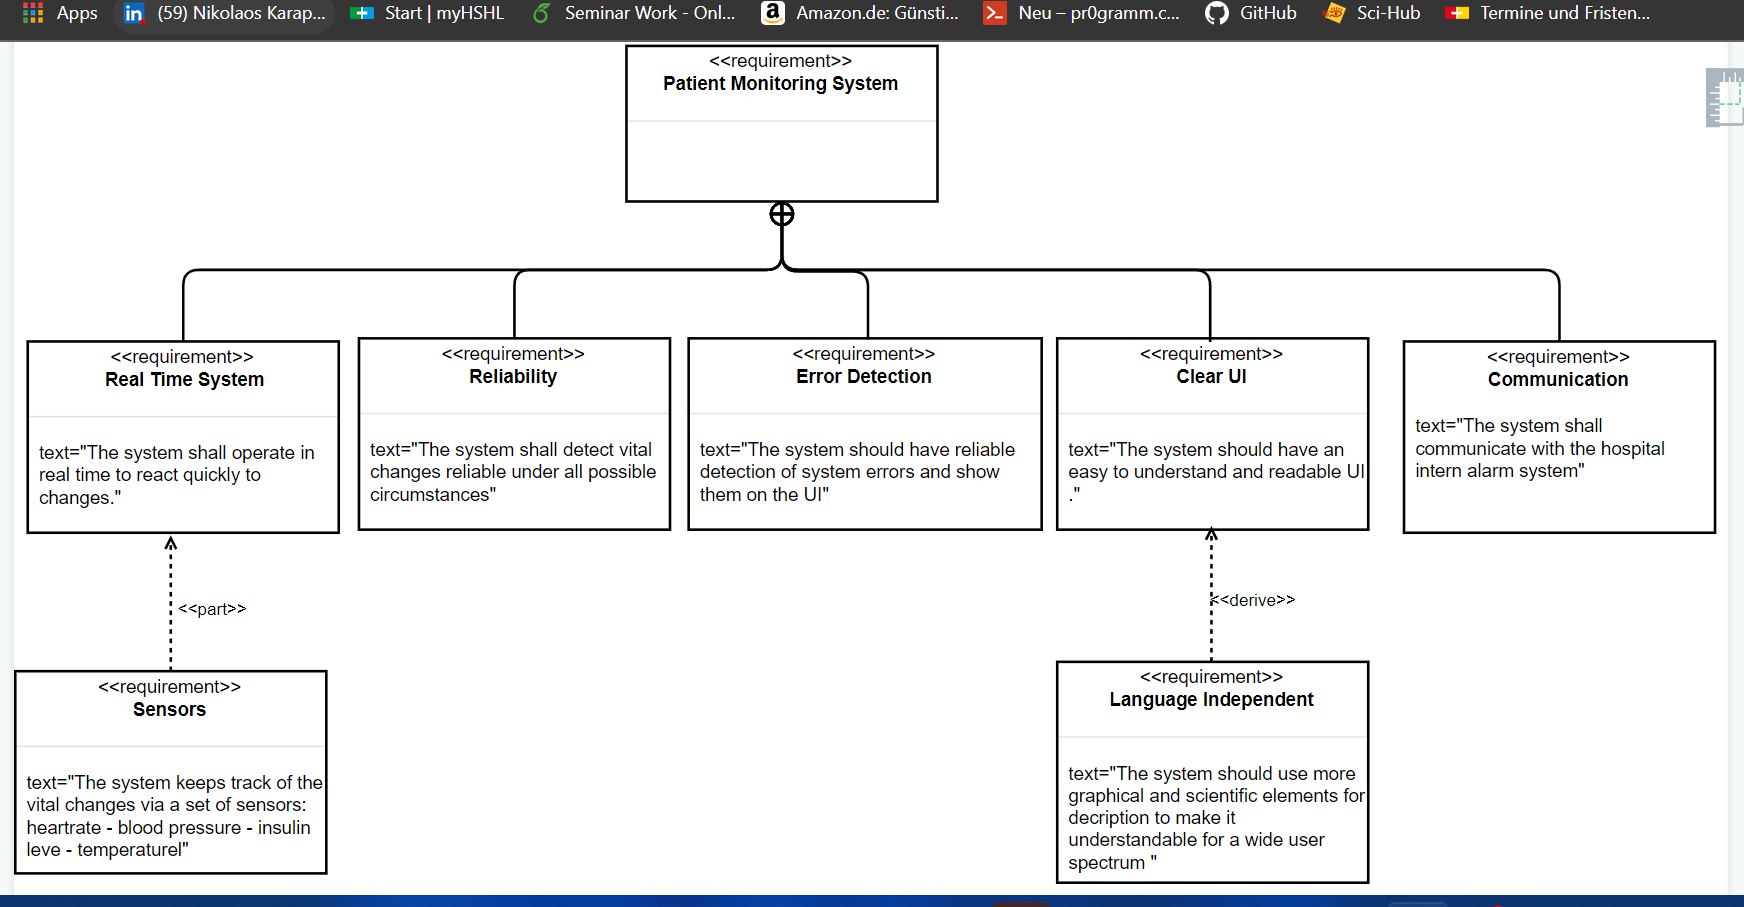 Apps
in (59) Nikolaos Karap...
Start | myHSHL
Seminar Work - Onl...
a Amazon.de: Günsti...
Neu – pr0gramm.c...
GitHub
Sci-Hub
Termine und Fristen...
<<requirement>>
Patient Monitoring System
<<requirement>>
Real Time System
text="The system shall operate in
real time to react quickly to
changes."
<<requirement>>
Reliability
text="The system shall detect vital
changes reliable under all possible
circumstances"
<<requirement>>
Error Detection
text="The system should have reliable
detection of system errors and show
them on the UI"
<<requirement>>
Clear UI
text="The system should have an
easy to understand and readable UI
."
<<requirement>>
Communication
text="The system shall
communicate with the hospital
intern alarm system"
<<part>>
<<derive>>
<<requirement>>
Sensors
text="The system keeps track of the
vital changes via a set of sensors:
heartrate - blood pressure - insulin
leve - temperaturel"
<<requirement>>
Language Independent
text="The system should use more
graphical and scientific elements for
decription to make it
understandable for a wide user
spectrum "